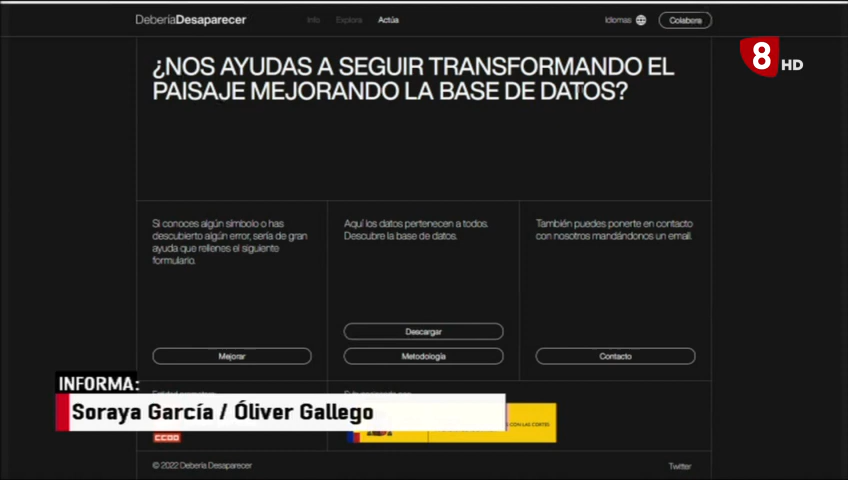 DeberíaDesaparecer
Info Explora Actúa
Idiomas
Colabora
8 HD
¿NOS AYUDAS A SEGUIR TRANSFORMANDO EL
PAISAJE MEJORANDO LA BASE DE DATOS?
Si conoces algún símbolo o has
descubierto algún error, sería de gran
ayuda que rellenes el siguiente
formulario.
Mejorar
Aquí los datos pertenecen a todos.
Descubre la base de datos.
Descargar
Metodología
También puedes ponerte en contacto
con nosotros mandándonos un email.
Contacto
INFORMA:
Soraya García / Óliver Gallego
CCOO
CON LAS CORTES
© 2022 Debería Desaparecer
Twitter